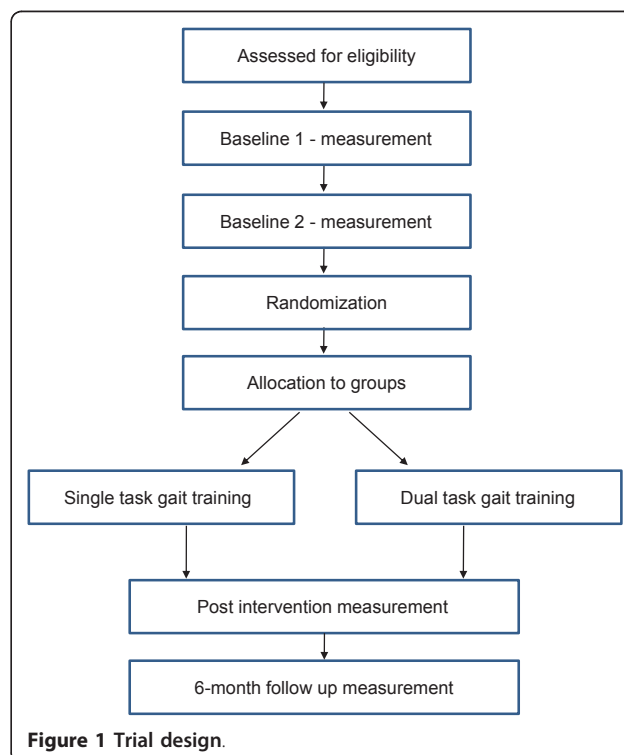 Assessed for eligibility
Baseline 1 - measurement
Baseline 2 - measurement
Randomization
Allocation to groups
Single task gait training
Dual task gait training
Post intervention measurement
6-month follow up measurement
Figure 1 Trial design.